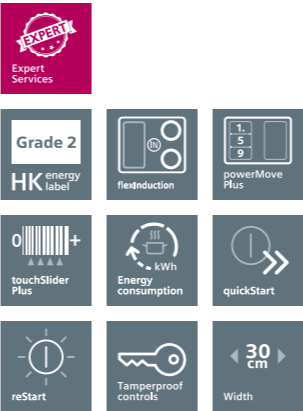 EXPERT
Expert
Services
Grade 2
HK energy
label
IN
flexInduction
1.
5
9
powerMove
Plus
0 +
touchSlider
Plus
kWh
Energy
consumption
quickStart
reStart
Tamperproof
controls
30
cm
Width